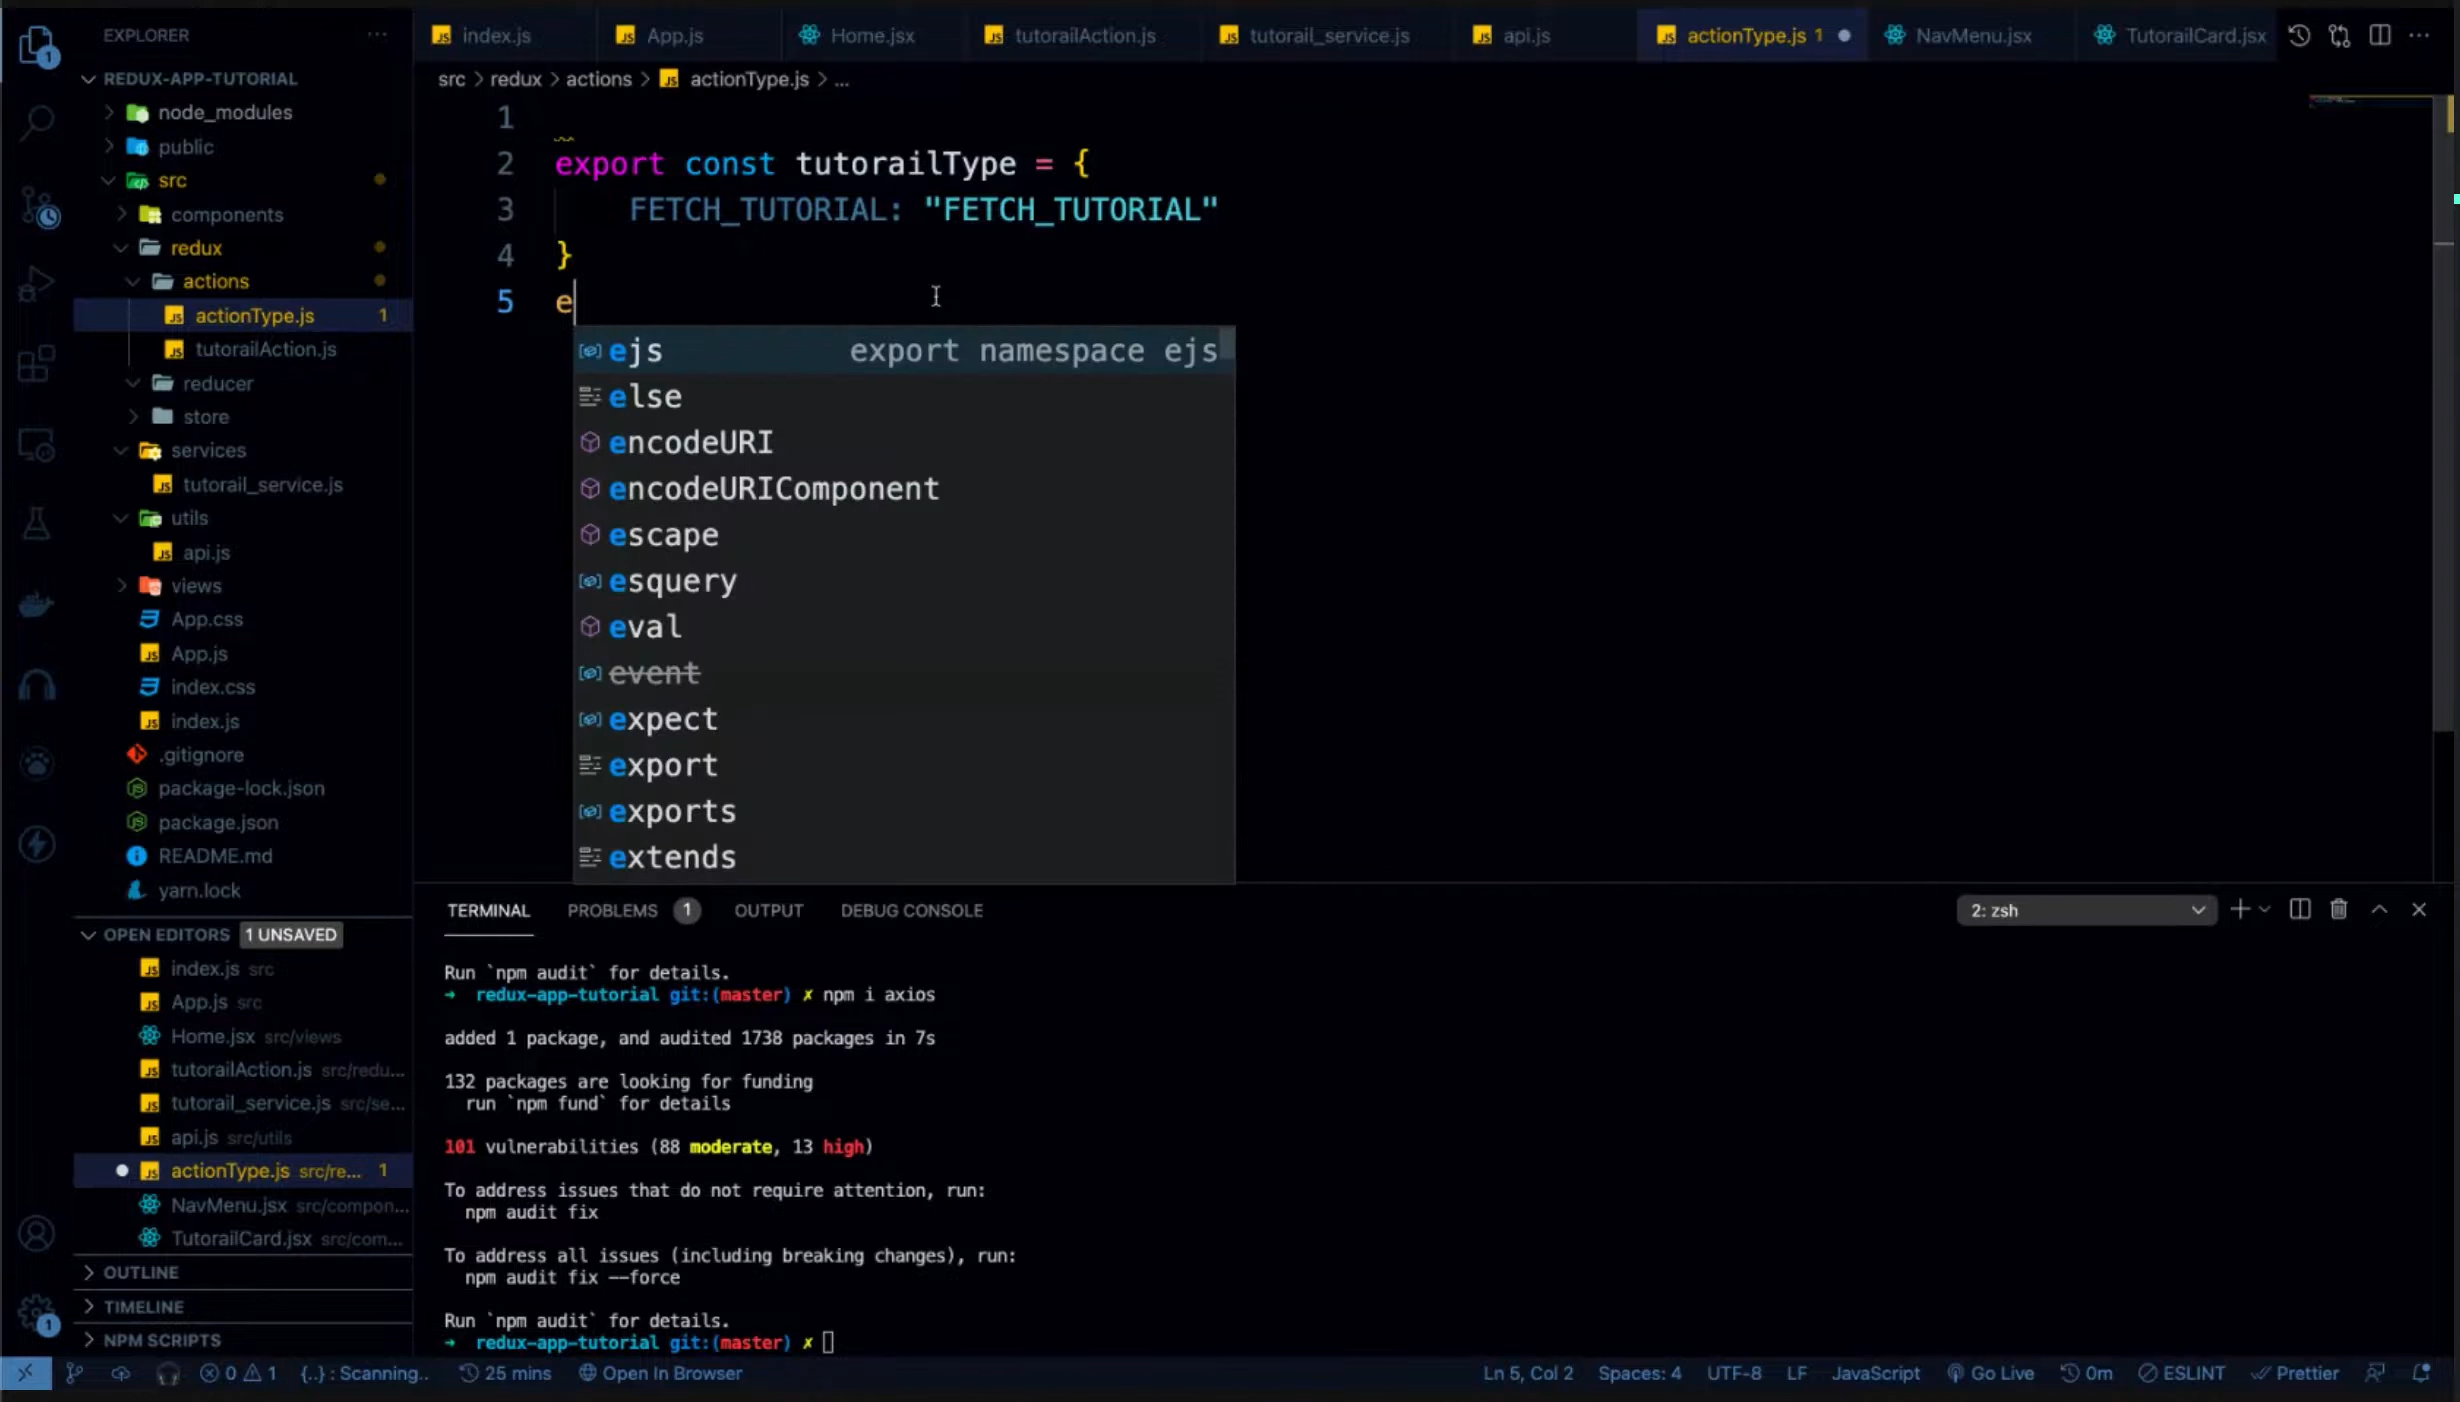 EXPLORER
REDUX-APP-TUTORIAL
node_modules
public
src
components
redux
actions
actionType.js 1
tutorailAction.js
reducer
store
services
tutorail_service.js
utils
api.js
views
App.css
App.js
index.css
index.js
.gitignore
package-lock.json
package.json
README.md
yarn.lock
OPEN EDITORS 1 UNSAVED
index.js src
App.js src
Home.jsx src/views
tutorailAction.js src/redu...
tutorail_service.js src/se...
api.js src/utils
actionType.js src/re... 1
NavMenu.jsx src/compon...
TutorailCard.jsx src/com...
OUTLINE
TIMELINE
NPM SCRIPTS
index.js App.js Home.jsx tutorailAction.js tutorail_service.js api.js actionType.js 1 NavMenu.jsx TutorailCard.jsx
src > redux > actions > actionType.js > ...
1
2 export const tutorailType = {
3 FETCH_TUTORIAL: "FETCH_TUTORIAL"
4 }
5 e
ejs export namespace ejs
else
encodeURI
encodeURIComponent
escape
esquery
eval
event
expect
export
exports
extends
TERMINAL PROBLEMS 1 OUTPUT DEBUG CONSOLE 2: zsh
Run `npm audit` for details.
→ redux-app-tutorial git:(master) ✗ npm i axios
added 1 package, and audited 1738 packages in 7s
132 packages are looking for funding
run `npm fund` for details
101 vulnerabilities (88 moderate, 13 high)
To address issues that do not require attention, run:
npm audit fix
To address all issues (including breaking changes), run:
npm audit fix --force
Run `npm audit` for details.
→ redux-app-tutorial git:(master) ✗
0 1 {..} : Scanning.. 25 mins Open In Browser Ln 5, Col 2 Spaces: 4 UTF-8 LF JavaScript Go Live 0m ESLINT Prettier